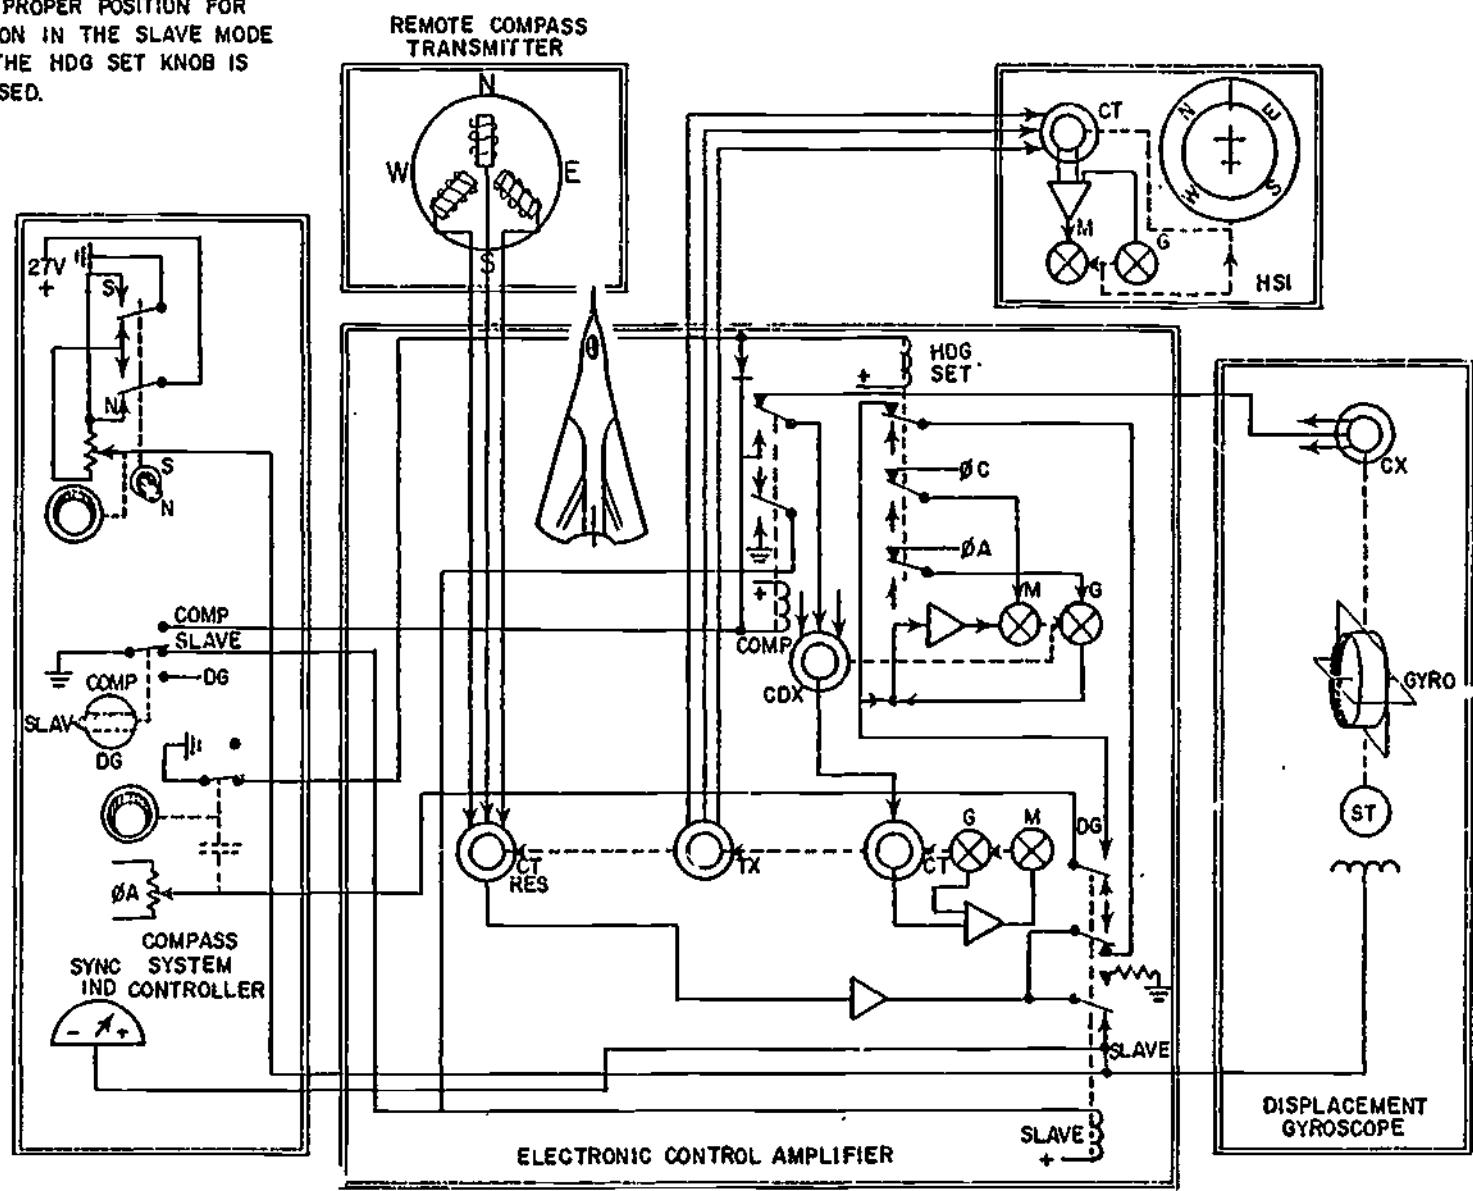 PROPER POSITION FOR
ON IN THE SLAVE MODE
THE HDG SET KNOB IS
SED.
REMOTE COMPASS
TRANSMITTER
N
W
E
S
CT
N
E
S
W
M
G
HSI
27V
+
S
N
S
N
HDG
SET
+
CX
ØC
ØA
M
G
+
COMP
CDX
COMP
SLAVE
DG
COMP
SLAV
DG
GYRO
ST
G
M
DG
CT
RES
TX
CT
ØA
COMPASS
SYSTEM
CONTROLLER
SYNC
IND
- +
SLAVE
SLAVE
+
ELECTRONIC CONTROL AMPLIFIER
DISPLACEMENT
GYROSCOPE